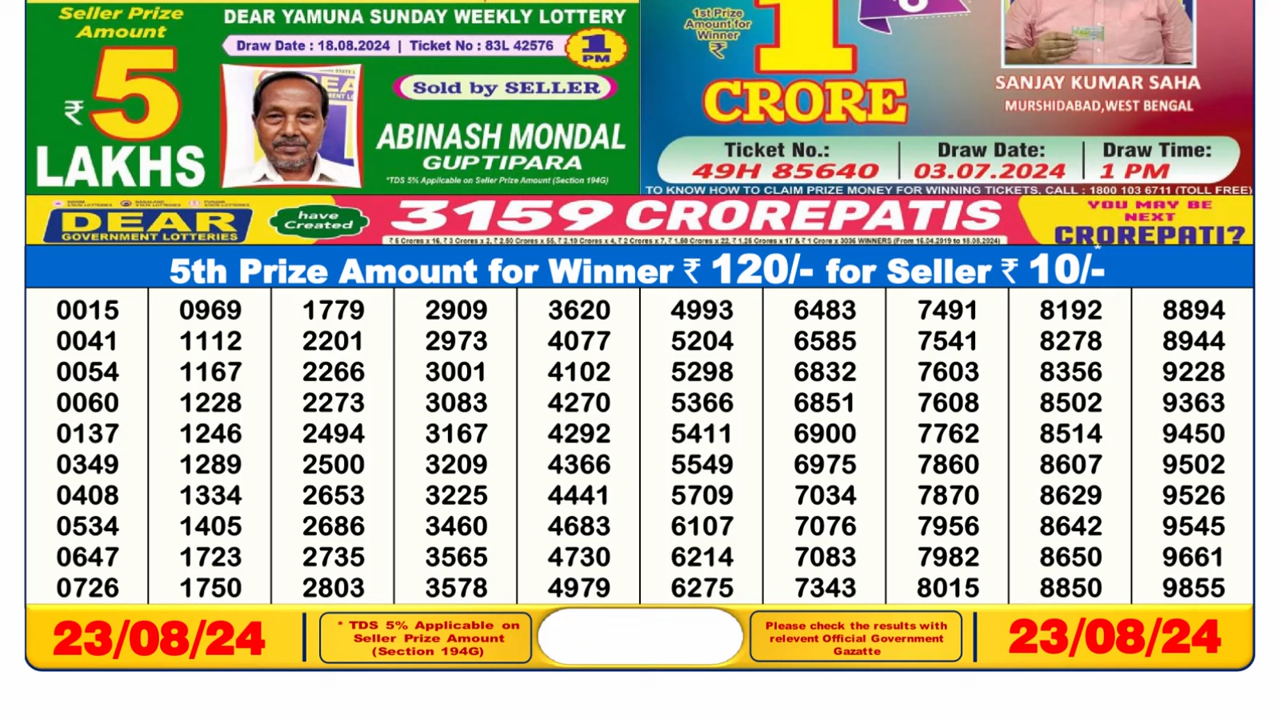 Seller Prize
Amount
₹ 5
LAKHS
DEAR YAMUNA SUNDAY WEEKLY LOTTERY
Draw Date : 18.08.2024 | Ticket No : 83L 42576
1
PM
Sold by SELLER
ABINASH MONDAL
GUPTIPARA
*TDS 5% Applicable on Seller Prize Amount (Section 194G)
1st Prize
Amount for
Winner
₹
1
CRORE
SANJAY KUMAR SAHA
MURSHIDABAD,WEST BENGAL
Ticket No.: Draw Date: Draw Time:
49H 85640 03.07.2024 1 PM
TO KNOW HOW TO CLAIM PRIZE MONEY FOR WINNING TICKETS, CALL : 1800 103 6711 (TOLL FREE)
DEAR
GOVERNMENT LOTTERIES
have
Created
3159 CROREPATIS
YOU MAY BE
NEXT
CROREPATI?
5th Prize Amount for Winner ₹ 120/- for Seller ₹ 10/-*
0015 0969 1779 2909 3620 4993 6483 7491 8192 8894
0041 1112 2201 2973 4077 5204 6585 7541 8278 8944
0054 1167 2266 3001 4102 5298 6832 7603 8356 9228
0060 1228 2273 3083 4270 5366 6851 7608 8502 9363
0137 1246 2494 3167 4292 5411 6900 7762 8514 9450
0349 1289 2500 3209 4366 5549 6975 7860 8607 9502
0408 1334 2653 3225 4441 5709 7034 7870 8629 9526
0534 1405 2686 3460 4683 6107 7076 7956 8642 9545
0647 1723 2735 3565 4730 6214 7083 7982 8650 9661
0726 1750 2803 3578 4979 6275 7343 8015 8850 9855
23/08/24
* TDS 5% Applicable on
Seller Prize Amount
(Section 194G)
Please check the results with
relevent Official Government
Gazatte
23/08/24